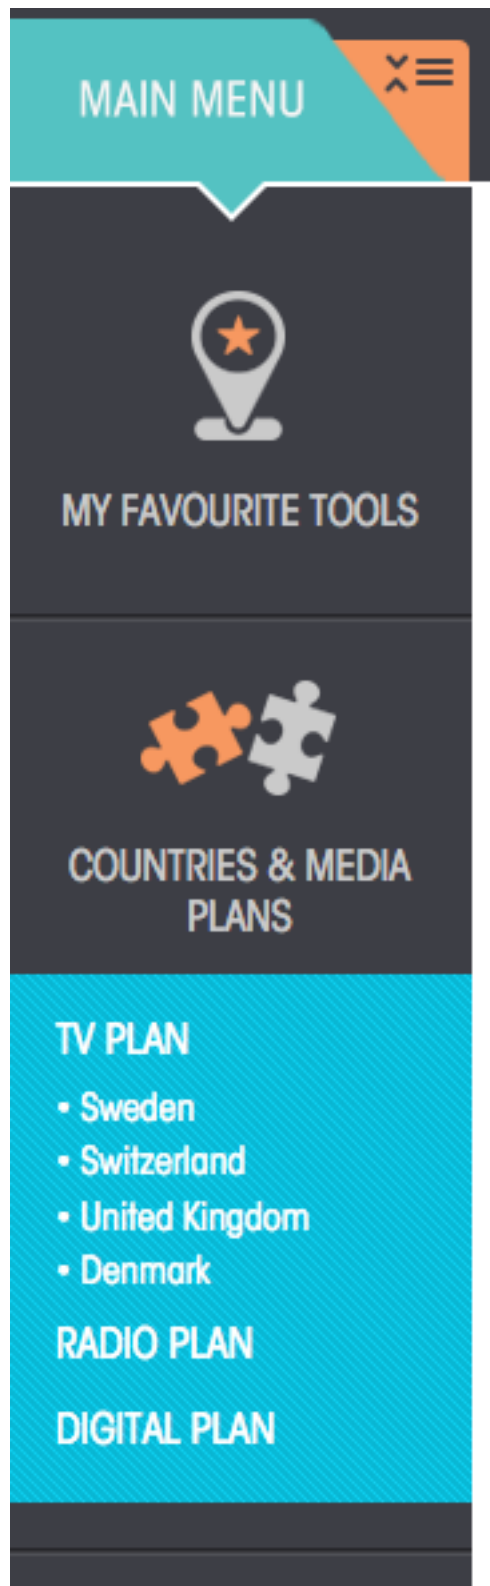 MAIN MENU
MY FAVOURITE TOOLS
COUNTRIES & MEDIA
PLANS
TV PLAN
• Sweden
• Switzerland
• United Kingdom
• Denmark
RADIO PLAN
DIGITAL PLAN